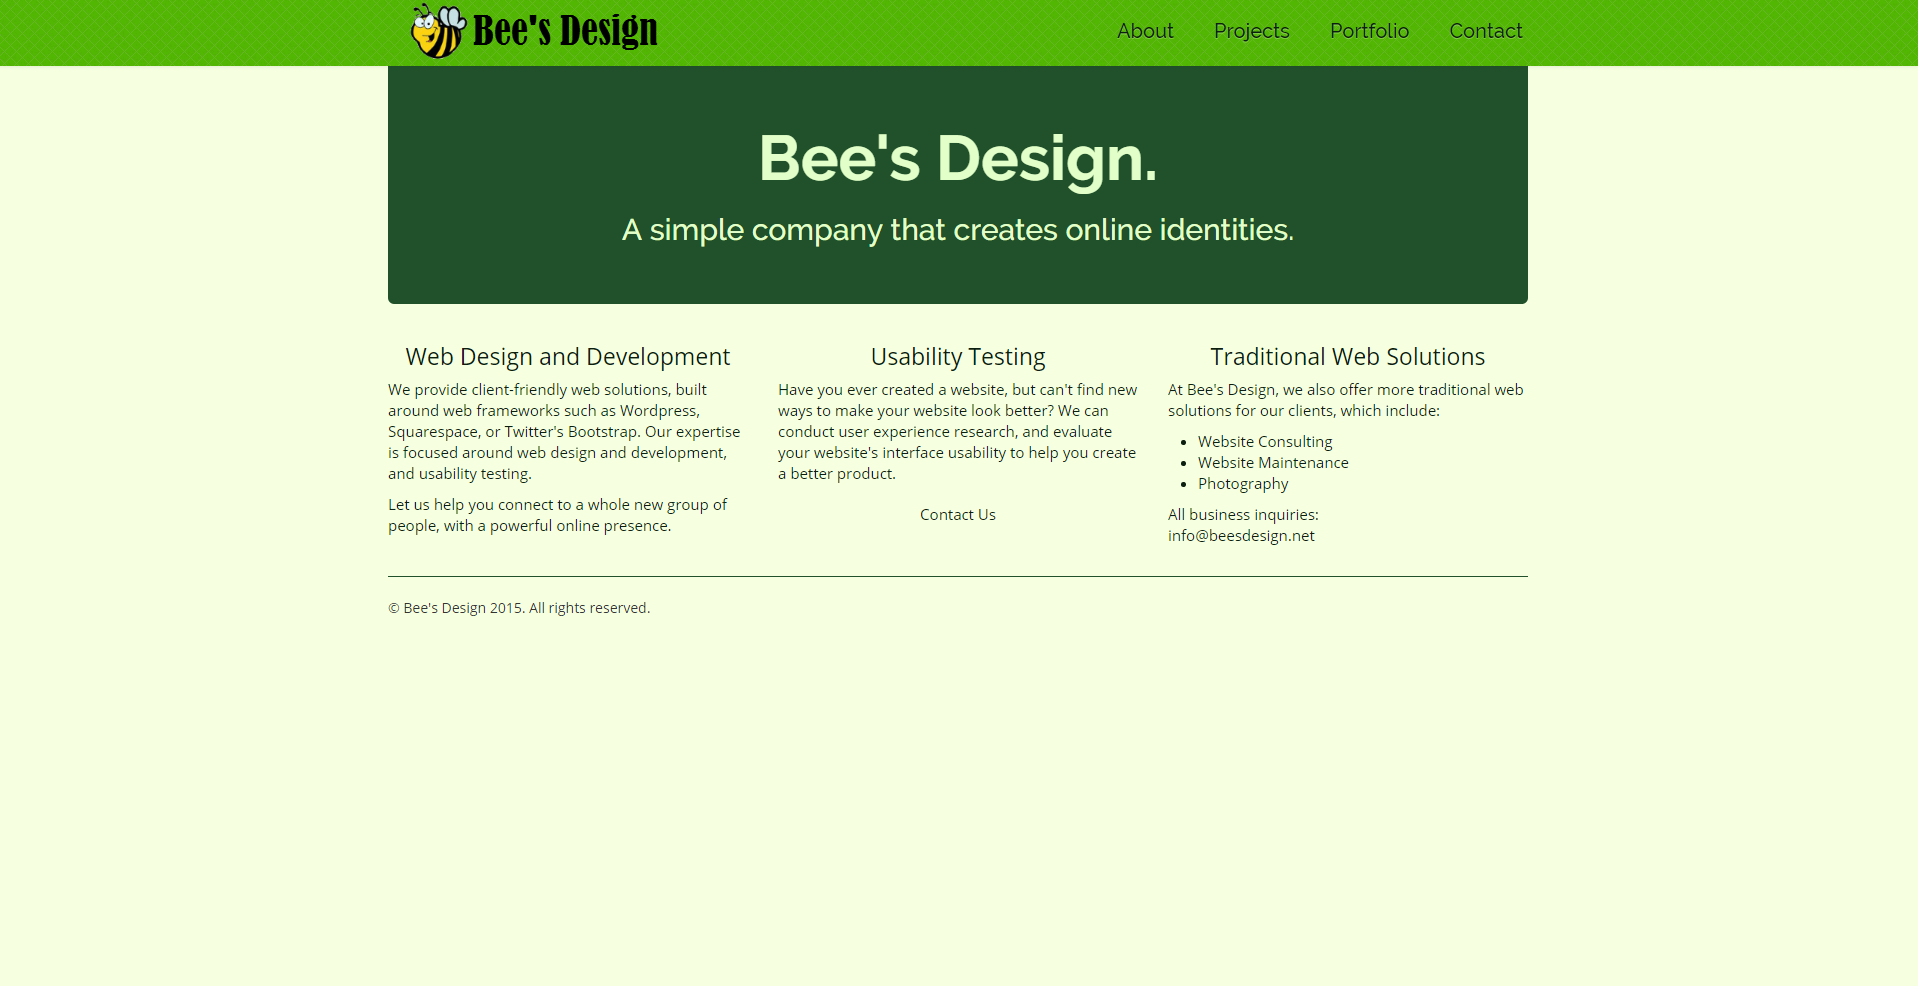 Bee's Design
About Projects Portfolio Contact
Bee's Design.
A simple company that creates online identities.
Web Design and Development
We provide client-friendly web solutions, built
around web frameworks such as Wordpress,
Squarespace, or Twitter's Bootstrap. Our expertise
is focused around web design and development,
and usability testing.
Let us help you connect to a whole new group of
people, with a powerful online presence.
Usability Testing
Have you ever created a website, but can't find new
ways to make your website look better? We can
conduct user experience research, and evaluate
your website's interface usability to help you create
a better product.
Contact Us
Traditional Web Solutions
At Bee's Design, we also offer more traditional web
solutions for our clients, which include:
• Website Consulting
• Website Maintenance
• Photography
All business inquiries:
info@beesdesign.net
© Bee's Design 2015. All rights reserved.